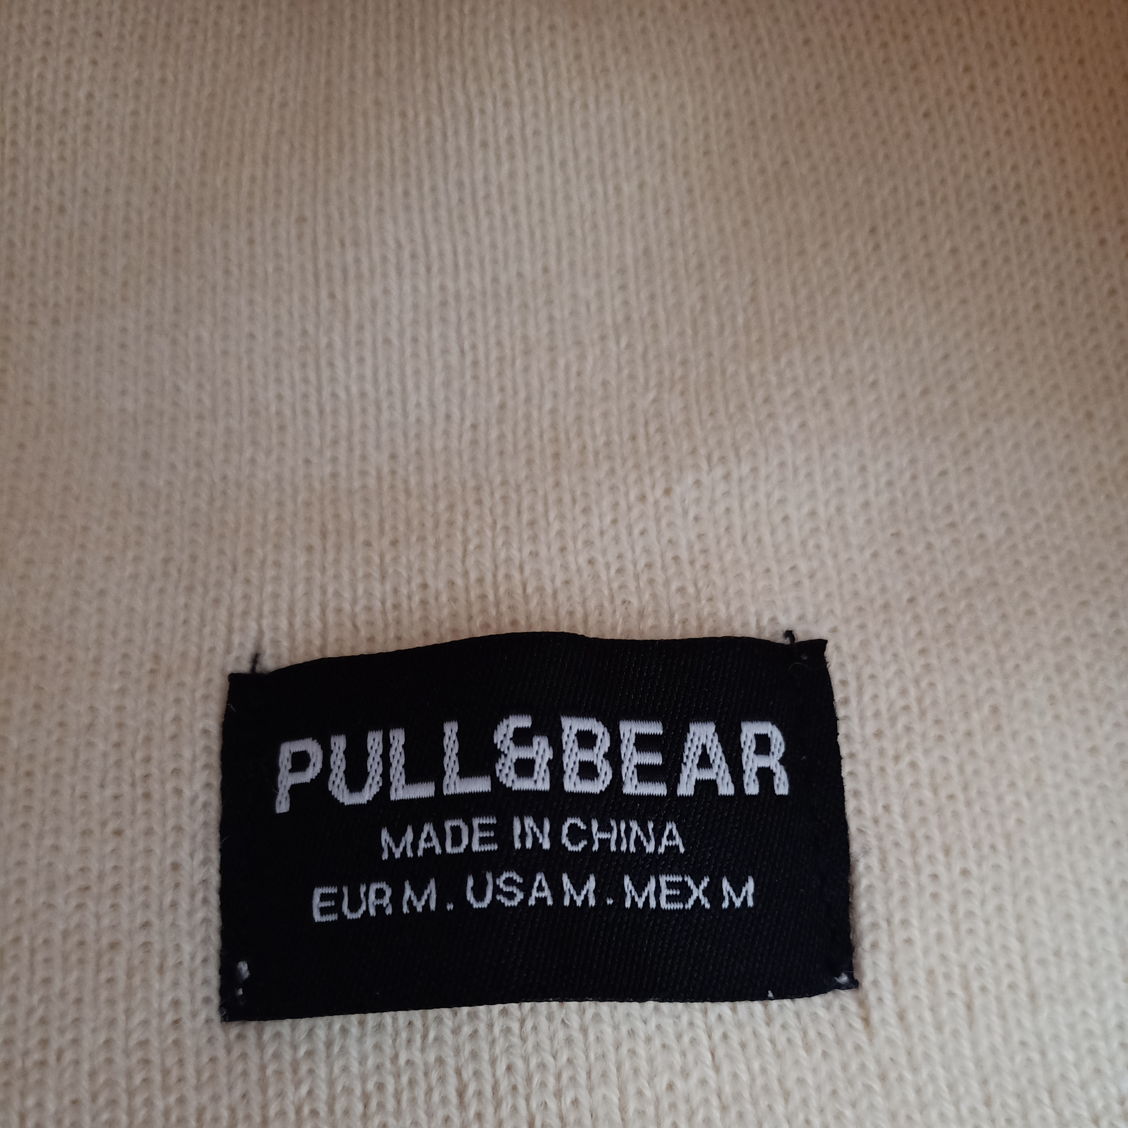 PULL&BEAR
MADE IN CHINA
EUR M . USA M . MEX M